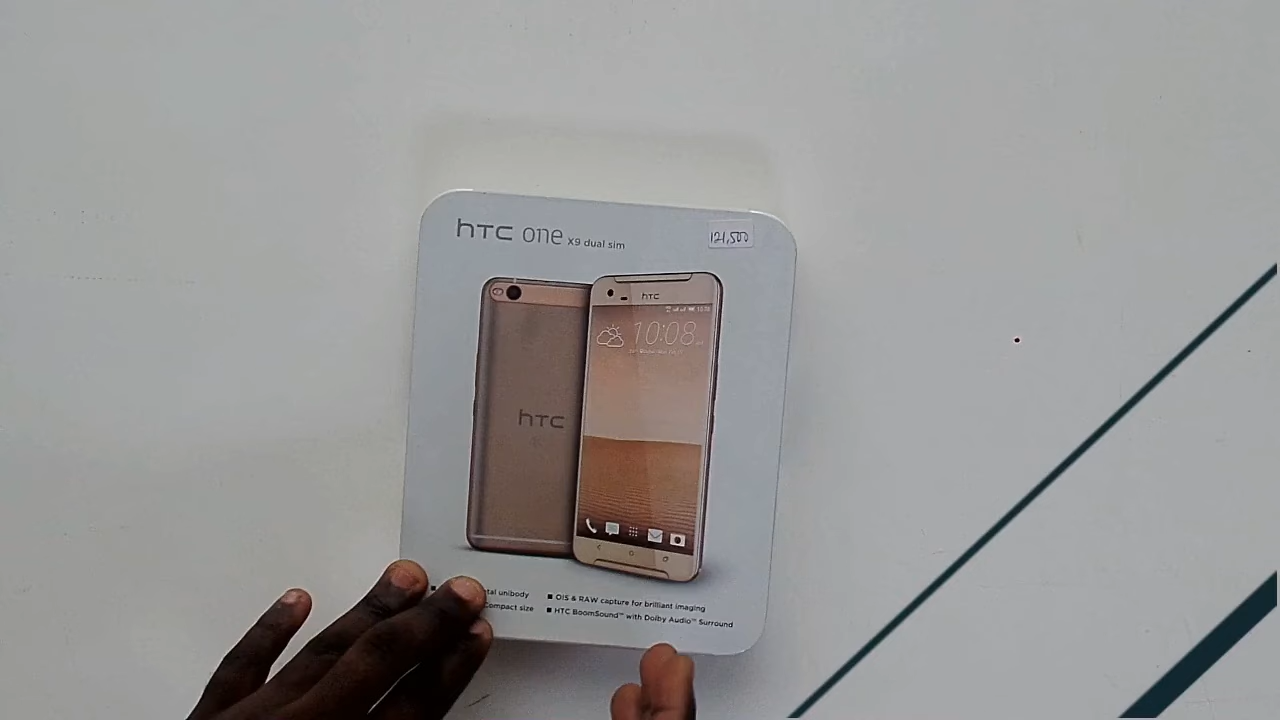 hTC one X9 dual sim
121,500
hTC
10:08
hTC
tal unibody
Compact size
■ OIS & RAW capture for brilliant imaging
■ HTC BoomSound™ with Dolby Audio™ Surround